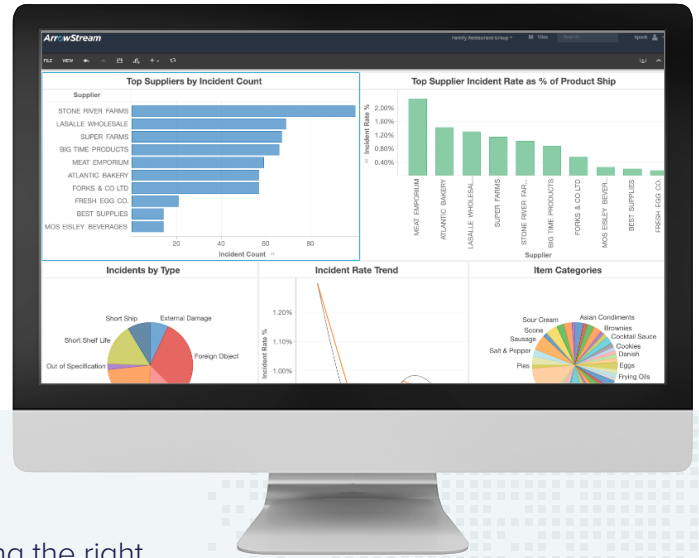 ArrowStream
Family Restaurant Group
Tiles
Search
spock
FILE VIEW
Top Suppliers by Incident Count
Supplier
STONE RIVER FARMS
LASALLE WHOLESALE
SUPER FARMS
BIG TIME PRODUCTS
MEAT EMPORIUM
ATLANTIC BAKERY
FORKS & CO LTD
FRESH EGG CO.
BEST SUPPLIES
MOS EISLEY BEVERAGES
20 40 60 80
Incident Count
Top Supplier Incident Rate as % of Product Ship
Incident Rate %
2.00%
1.60%
1.20%
0.80%
0.40%
MEAT EMPORIUM
ATLANTIC BAKERY
LASALLE WHOLESAL...
SUPER FARMS
STONE RIVER FAR...
BIG TIME PRODUCTS
FORKS & CO LTD
MOS EISLEY BEVER...
BEST SUPPLIES
FRESH EGG CO.
Supplier
Incidents by Type
Short Ship
External Damage
Short Shelf Life
Foreign Object
Out of Specification
Incident Rate Trend
Incident Rate %
1.20%
1.10%
1.00%
Item Categories
Sour Cream
Asian Condiments
Scone
Brownies
Sausage
Cocktail Sauce
Salt & Pepper
Cookies
Danish
Pies
Eggs
Frying Oils
the right